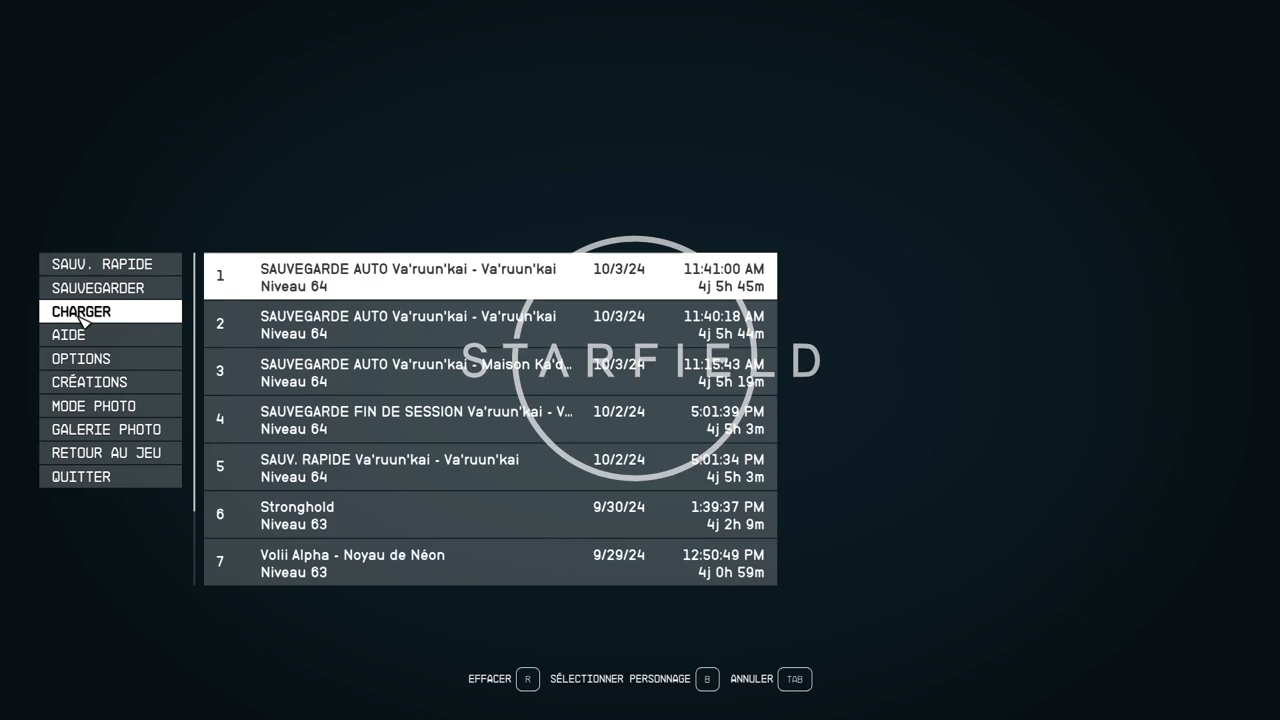 SAUV. RAPIDE
SAUVEGARDER
CHARGER
AIDE
OPTIONS
CRÉATIONS
MODE PHOTO
GALERIE PHOTO
RETOUR AU JEU
QUITTER
1 SAUVEGARDE AUTO Va'ruun'kai - Va'ruun'kai 10/3/24 11:41:00 AM
Niveau 64 4j 5h 45m
2 SAUVEGARDE AUTO Va'ruun'kai - Va'ruun'kai 10/3/24 11:40:18 AM
Niveau 64 4j 5h 44m
3 SAUVEGARDE AUTO Va'ruun'kai - Maison Ka'd... 10/3/24 11:15:43 AM
Niveau 64 4j 5h 19m
STARFIELD
4 SAUVEGARDE FIN DE SESSION Va'ruun'kai - V... 10/2/24 5:01:39 PM
Niveau 64 4j 5h 3m
5 SAUV. RAPIDE Va'ruun'kai - Va'ruun'kai 10/2/24 5:01:34 PM
Niveau 64 4j 5h 3m
6 Stronghold 9/30/24 1:39:37 PM
Niveau 63 4j 2h 9m
7 Volii Alpha - Noyau de Néon 9/29/24 12:50:49 PM
Niveau 63 4j 0h 59m
EFFACER R SÉLECTIONNER PERSONNAGE B ANNULER TAB